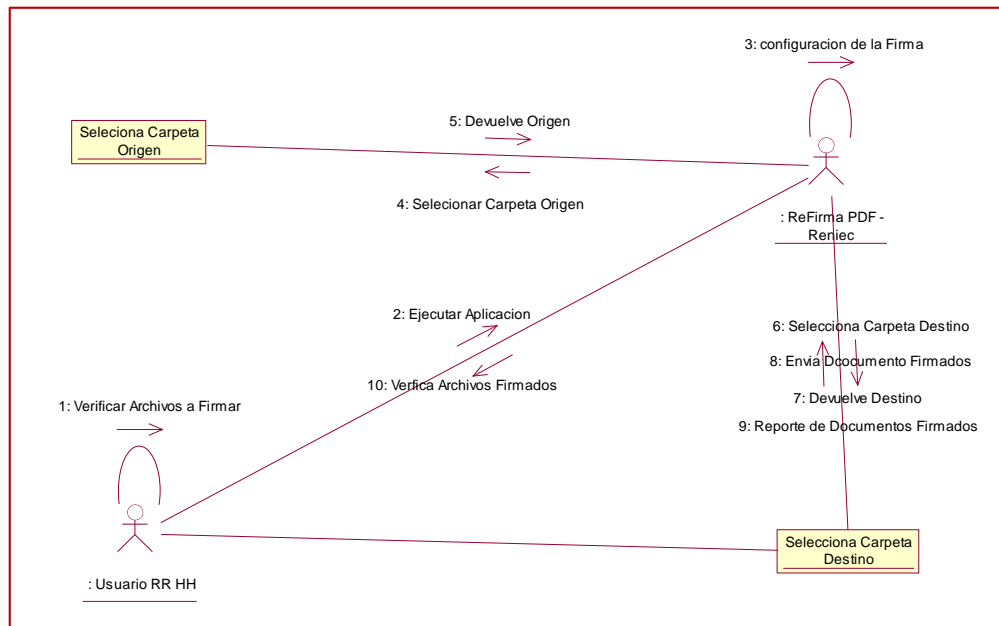 3: configuracion de la Firma
Seleciona Carpeta
Origen
5: Devuelve Origen
4: Selecionar Carpeta Origen
: ReFirma PDF -
Reniec
2: Ejecutar Aplicacion
6: Selecciona Carpeta Destino
8: Envia Dcocumento Firmados
10: Verfica Archivos Firmados
7: Devuelve Destino
1: Verificar Archivos a Firmar
9: Reporte de Documentos Firmados
Selecciona Carpeta
Destino
: Usuario RR HH